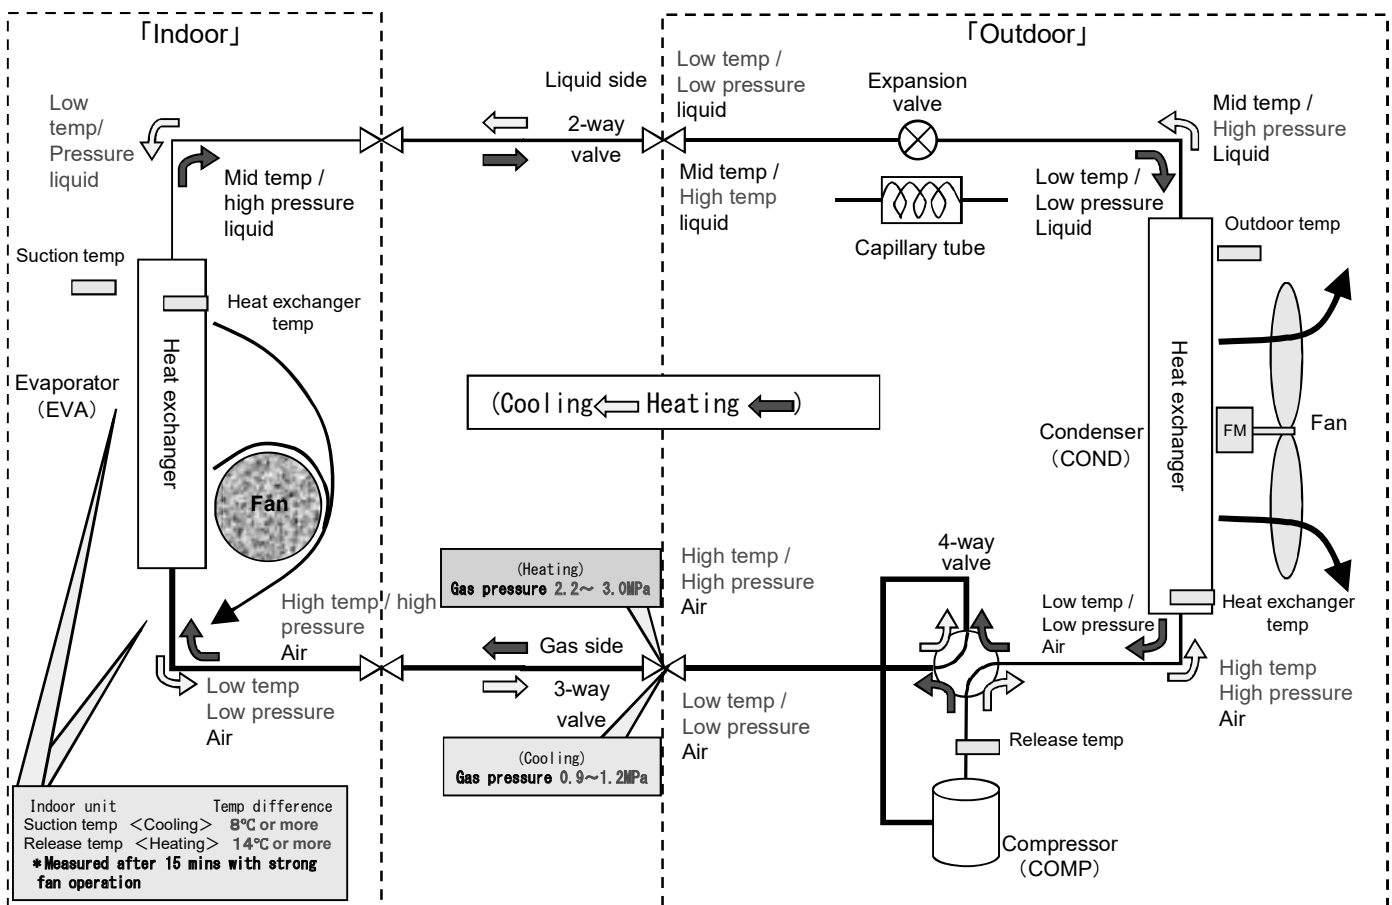 「Indoor」
「Outdoor」
Low
temp/
Pressure
liquid
Mid temp /
high pressure
liquid
Liquid side
2-way
valve
Low temp /
Low pressure
liquid
Mid temp /
High temp
liquid
Expansion
valve
Capillary tube
Mid temp /
High pressure
Liquid
Low temp /
Low pressure
Liquid
Outdoor temp
Suction temp
Heat exchanger
temp
Heat exchanger
Evaporator
(EVA)
Fan
(Cooling Heating )
Condenser
(COND)
Heat exchanger
FM
Fan
4-way
valve
(Heating)
Gas pressure 2.2～ 3.0MPa
High temp /
High pressure
Air
High temp / high
pressure /
Air
Gas side
3-way
valve
Low temp
Low pressure
Air
Low temp /
Low pressure
Air
Low temp /
Low pressure
Air
Heat exchanger
temp
High temp
High pressure
Air
(Cooling)
Gas pressure 0.9～1.2MPa
Release temp
Compressor
(COMP)
Indoor unit Temp difference
Suction temp ＜Cooling＞ 8℃ or more
Release temp ＜Heating＞ 14℃ or more
*Measured after 15 mins with strong
fan operation